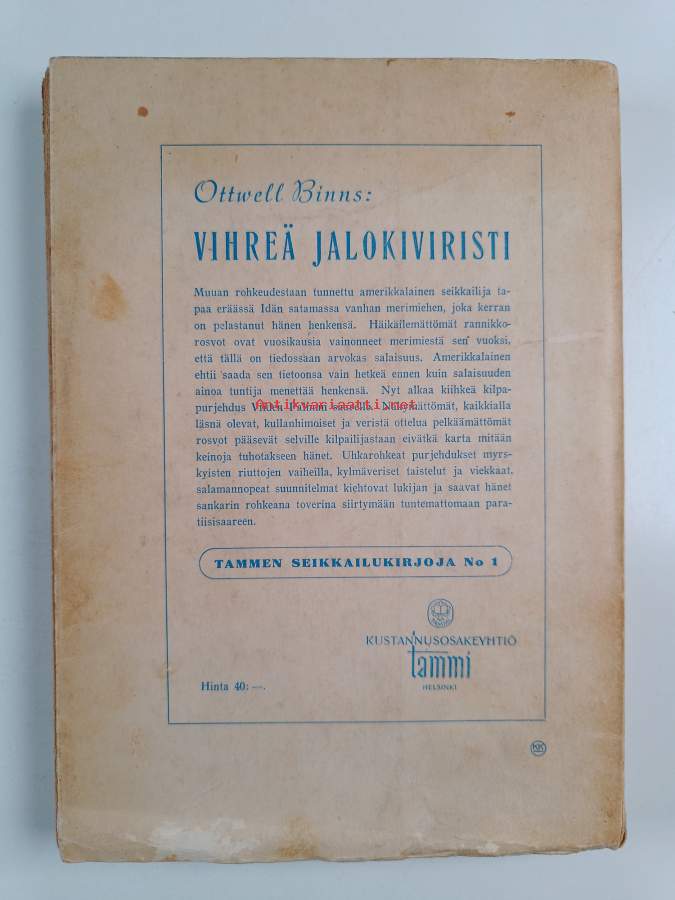 Ottwell Binns:
VIHREÄ JALOKIVIRISTI
Muuan rohkeudestaan tunnettu amerikkalainen seikkailija ta-
paa eräässä Idän satamassa vanhan merimiehen, joka kerran
on pelastanut hänen henkensä. Häikäilemättömät rannikko-
rosvot ovat vuosikausia vainonneet merimiestä sen vuoksi,
että tällä on tiedossaan arvokas salaisuus. Amerikkalainen
ehtii saada sen tietoonsa vain hetkeä ennen kuin salaisuuden
ainoa tuntija menettää henkensä. Nyt alkaa kiihkeä kilpa-
Antikvariaatti.net
purjehdus Viiden Palmun saarelle. Näkymättömät, kaikkialla
läsnä olevat, kullanhimoiset ja veristä ottelua pelkäämättömät
rosvot pääsevät selville kilpailijastaan eivätkä karta mitään
keinoja tuhotakseen hänet. Uhkarohkeat purjehdukset myrs-
kyisten riuttojen vaiheilla, kylmäveriset taistelut ja viekkaat,
salamannopeat suunnitelmat kiehtovat lukijan ja saavat hänet
sankarin rohkeana toverina siirtymään tuntemattomaan para-
tiisisaareen.
TAMMEN SEIKKAILUKIRJOJA No 1
KUSTANNUSOSAKEYHTIÖ
tammi
HELSINKI
Hinta 40: —.
KK